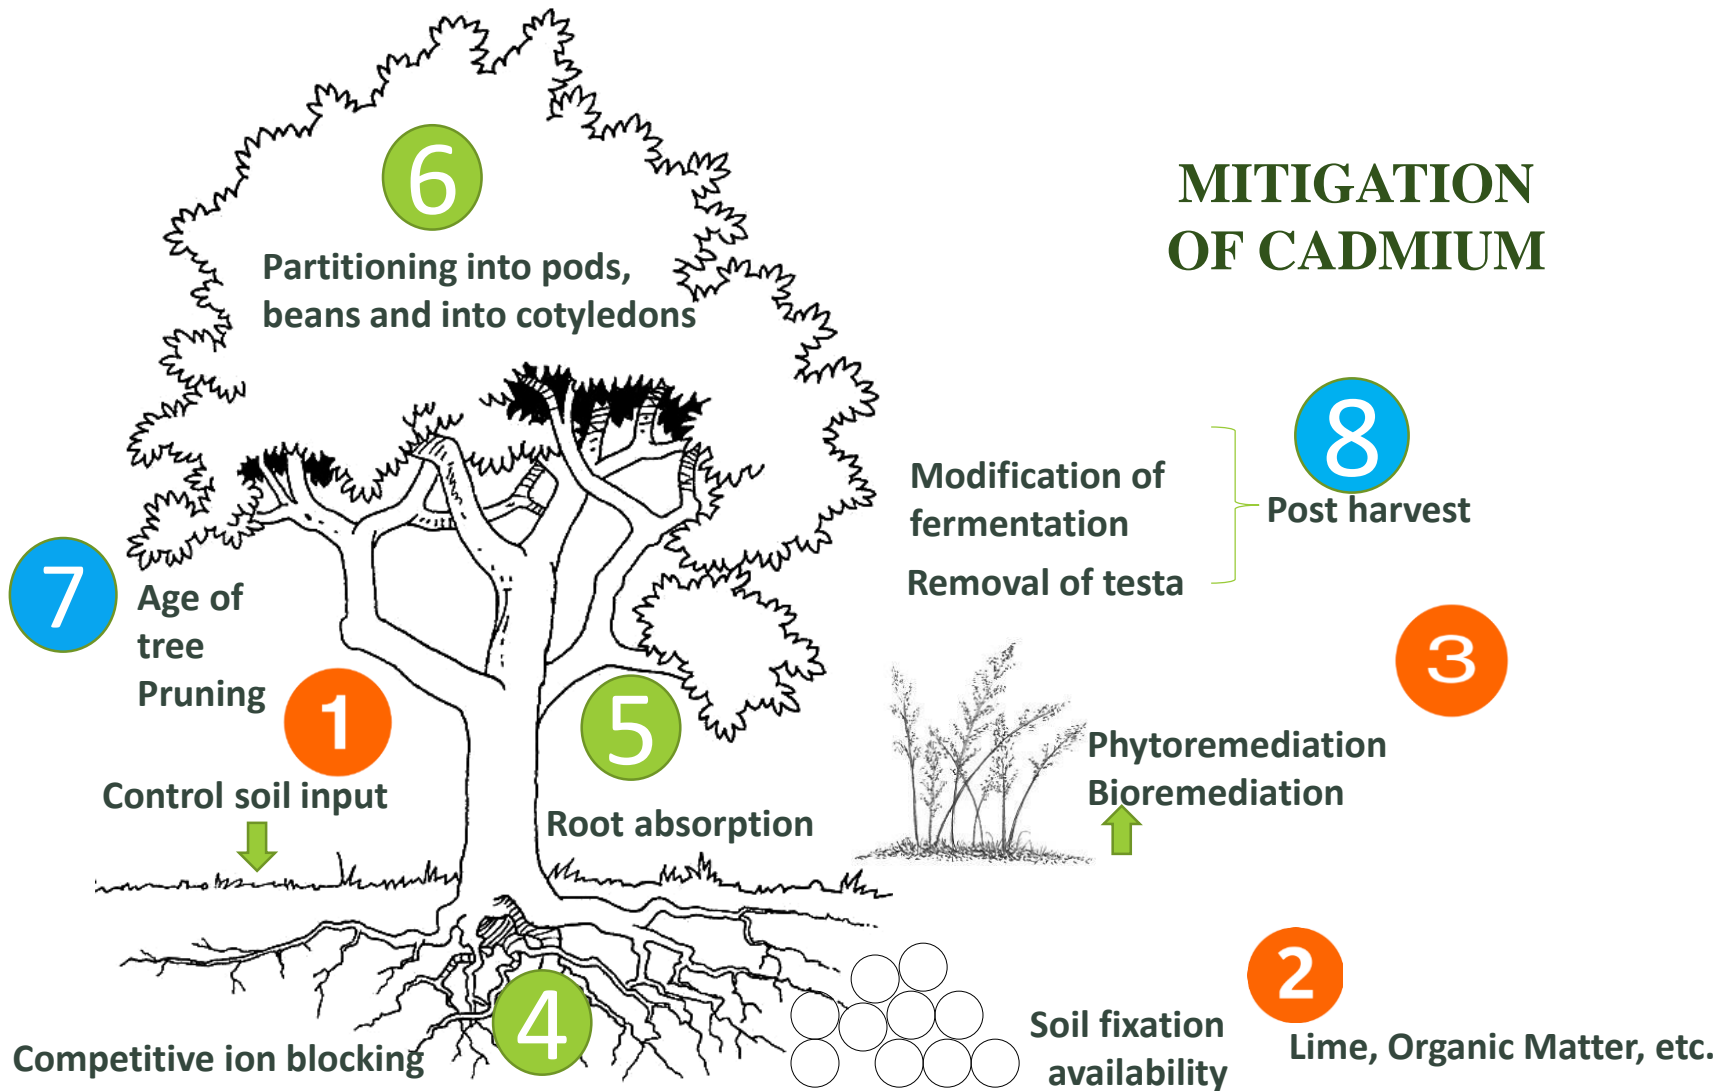 MITIGATION
OF CADMIUM
6
Partitioning into pods,
beans and into cotyledons
8
Modification of
fermentation
Post harvest
Removal of testa
7
Age of
tree
Pruning
3
1
5
Phytoremediation
Bioremediation
Control soil input
Root absorption
2
4
Soil fixation
availability
Lime, Organic Matter, etc.
Competitive ion blocking